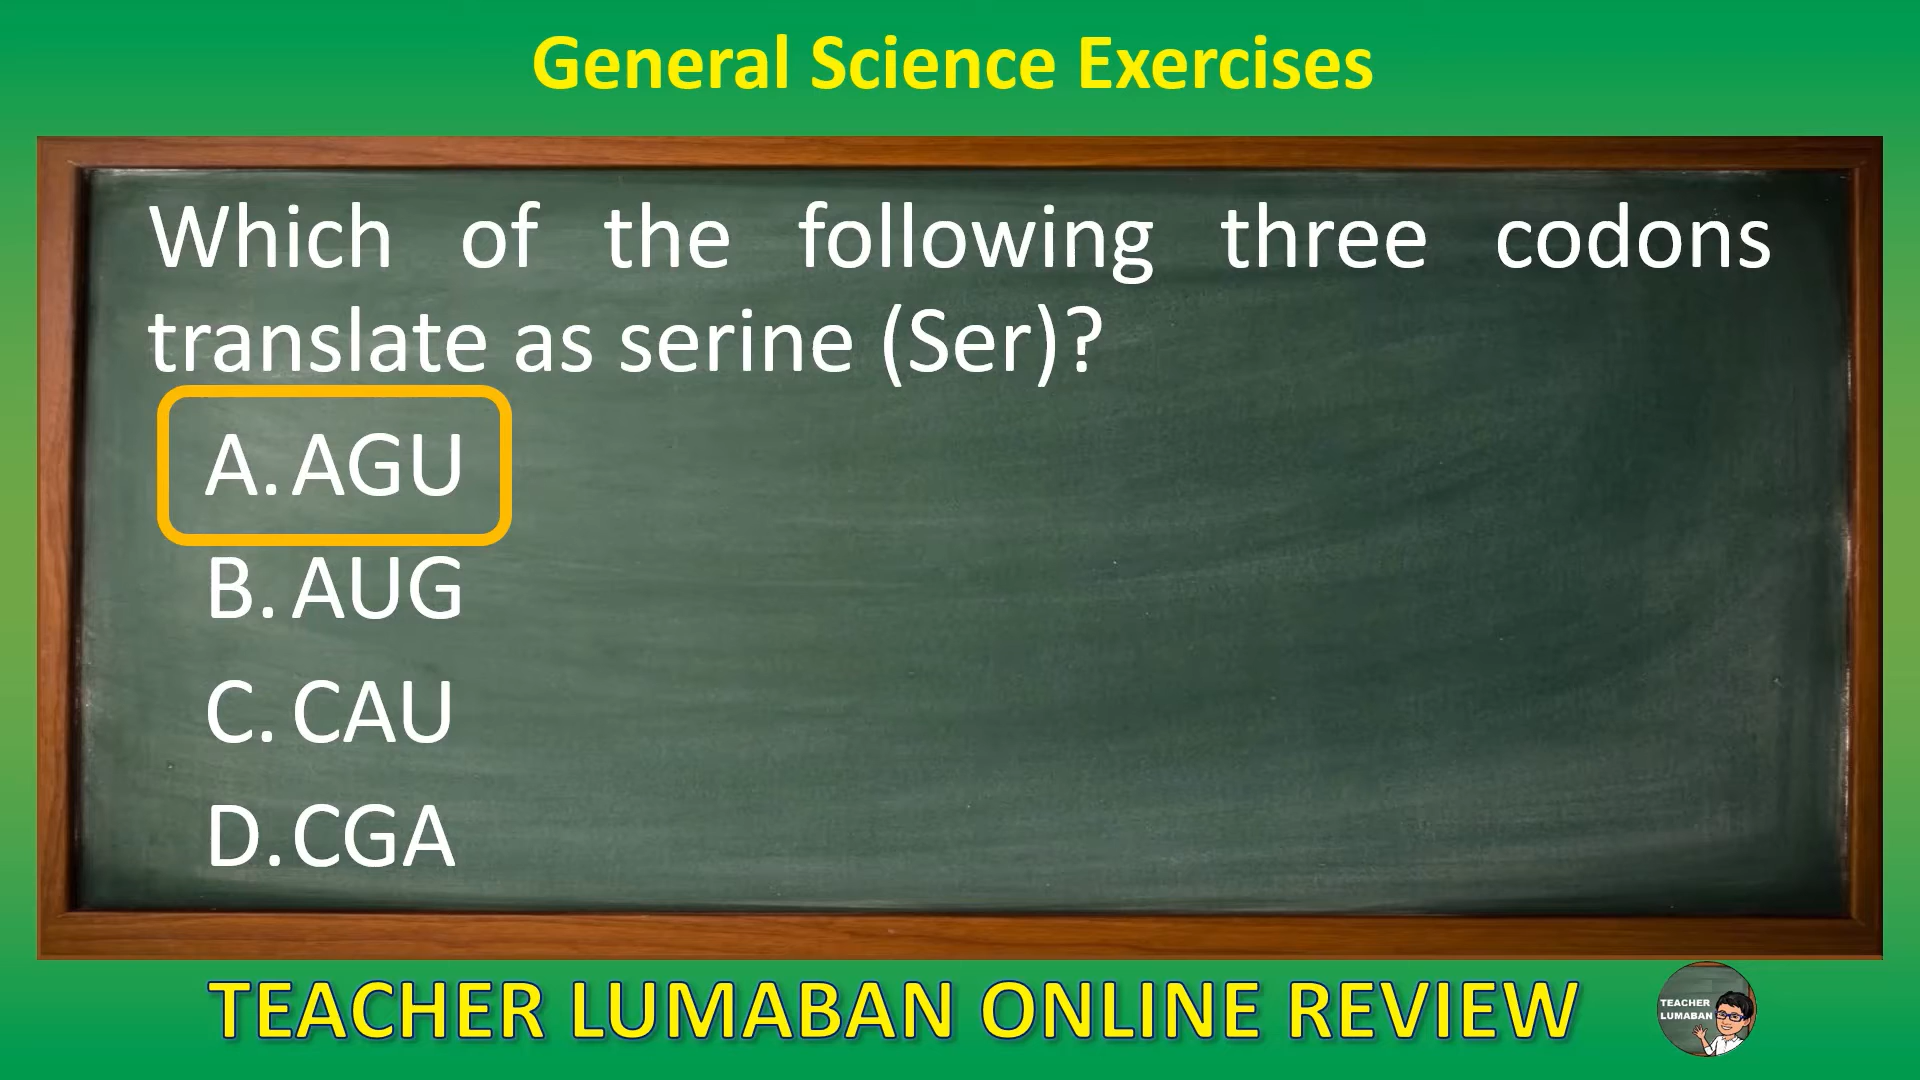 General Science Exercises
Which of the following three codons
translate as serine (Ser)?
A. AGU
B. AUG
C. CAU
D. CGA
TEACHER LUMABAN ONLINE REVIEW
TEACHER
LUMABAN